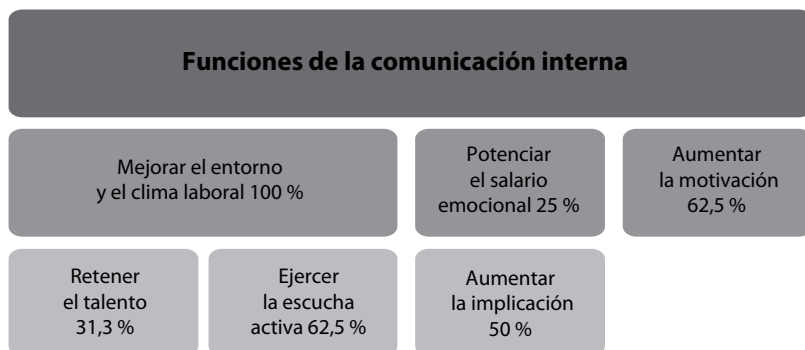 Funciones de la comunicación interna
Mejorar el entorno
y el clima laboral 100 %
Potenciar
el salario
emocional 25 %
Aumentar
la motivación
62,5 %
Retener
el talento
31,3 %
Ejercer
la escucha
activa 62,5 %
Aumentar
la implicación
50 %